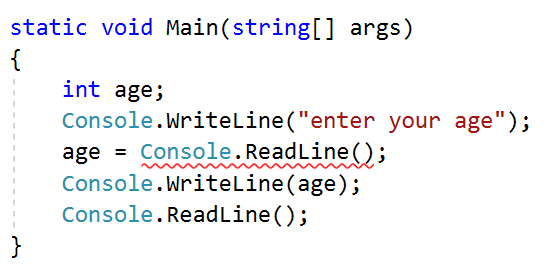 static void Main(string[] args)
{
int age;
Console.WriteLine("enter your age");
age = Console.ReadLine();
Console.WriteLine(age);
Console.ReadLine();
}